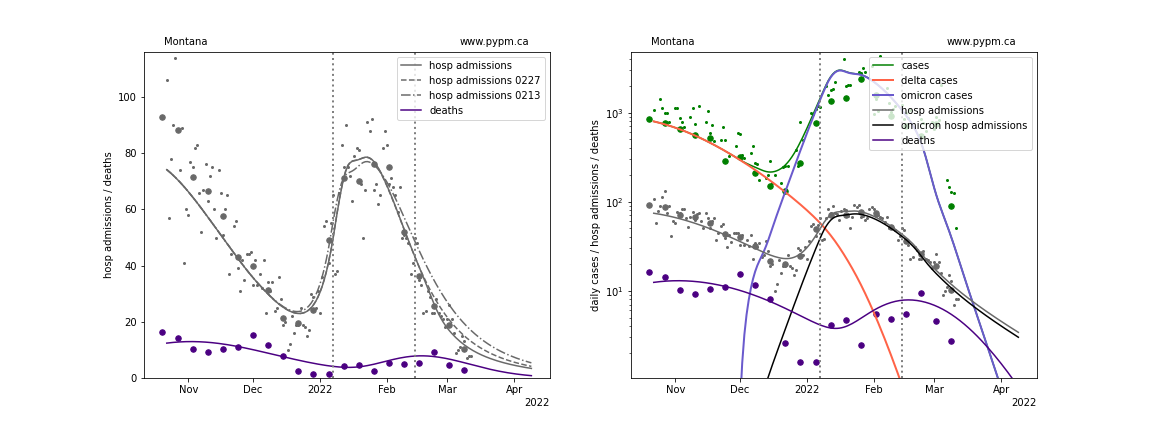 Montana
www.pypm.ca
hosp admissions
hosp admissions 0227
hosp admissions 0213
deaths
hosp admissions / deaths
100
80
60
40
20
0
Nov
Dec
2022
Feb
Mar
Apr
2022
Montana
www.pypm.ca
cases
delta cases
omicron cases
hosp admissions
omicron hosp admissions
deaths
daily cases / hosp admissions / deaths
10³
10²
10¹
Nov
Dec
2022
Feb
Mar
Apr
2022